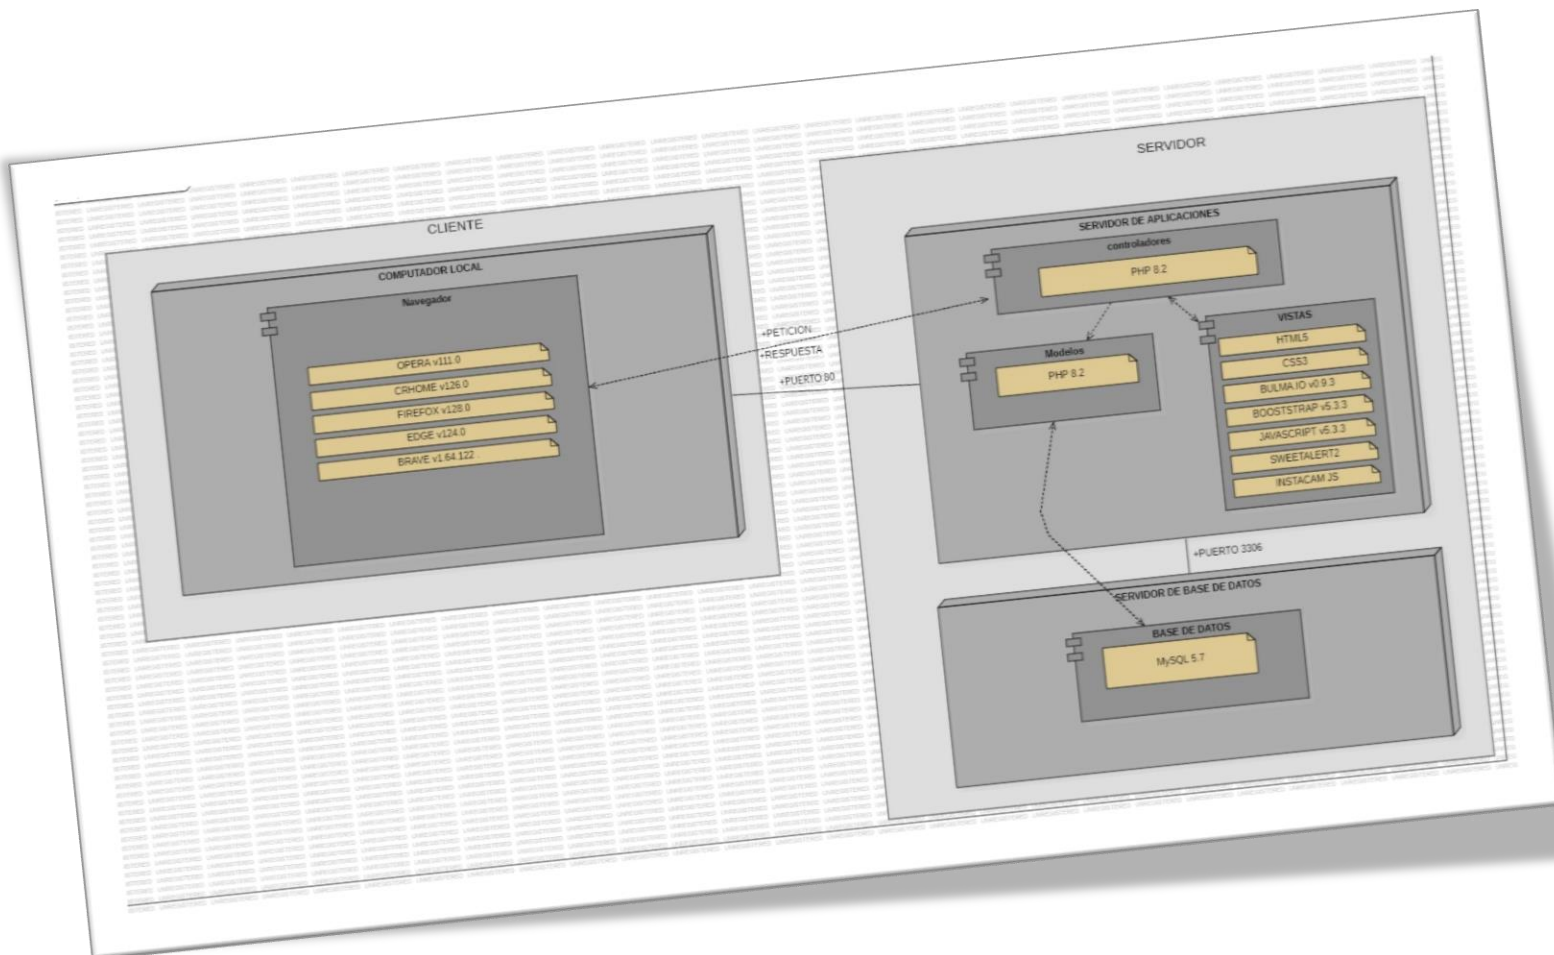 CLIENTE
COMPUTADOR LOCAL
Navegador
OPERA v111.0
CRHOME v126.0
FIREFOX v128.0
EDGE v124.0
BRAVE v1.64.122 .
+PETICION
+RESPUESTA
+PUERTO 80
SERVIDOR
SERVIDOR DE APLICACIONES
controladores
PHP 8.2
Modelos
PHP 8.2
VISTAS
HTML5
CSS3
BULMA.IO v0.9.3
BOOSTSTRAP v5.3.3
JAVASCRIPT v5.3.3
SWEETALERT2
INSTACAM JS
+PUERTO 3306
SERVIDOR DE BASE DE DATOS
BASE DE DATOS
MySQL 5.7